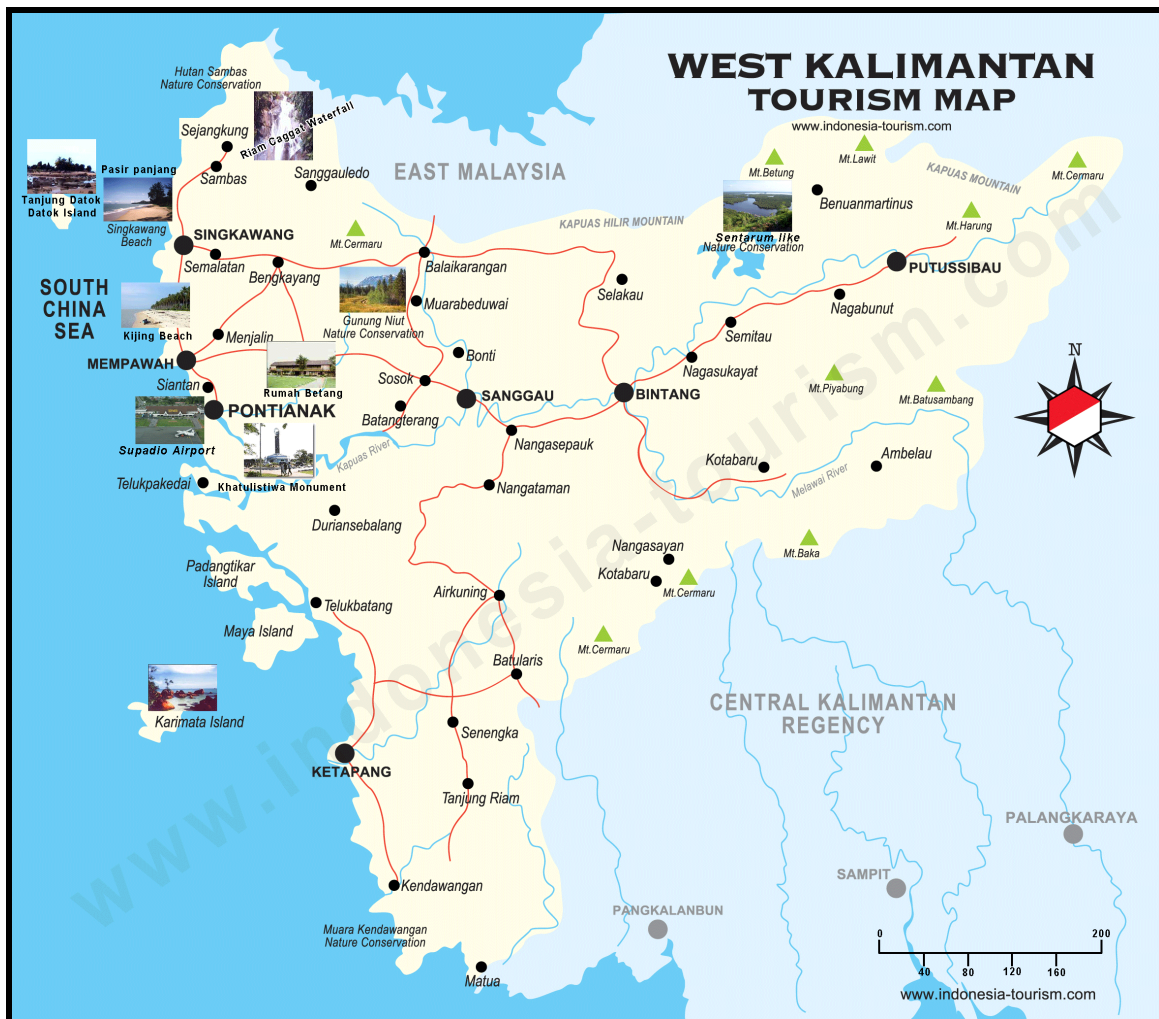 WEST KALIMANTAN
TOURISM MAP
www.indonesia-tourism.com
Hutan Sambas
Nature Conservation
Sejangkung
Riam Caggat Waterfall
Sambas
Sanggauledo
EAST MALAYSIA
Pasir panjang
Tanjung Datok
Datok Island
Singkawang
Beach
SINGKAWANG
Semalatan
Bengkayang
Mt.Cermaru
Balaikarangan
KAPUAS HILIR MOUNTAIN
Mt.Betung
Mt.Lawit
KAPUAS MOUNTAIN
Mt.Cermaru
Benuanmartinus
Mt.Harung
Sentarum like
Nature Conservation
PUTUSSIBAU
Nagabunut
Selakau
Semitau
Nagasukayat
SOUTH
CHINA
SEA
Kijing Beach
Menjalin
Gunung Niut
Nature Conservation
Muarabeduwai
Bonti
MEMPAWAH
Siantan
PONTIANAK
Rumah Betang
Sosok
Batangterang
SANGGAU
BINTANG
Mt.Piyabung
Mt.Batusambang
N
Supadio Airport
Khatulistiwa Monument
Kapuas River
Nangasepauk
Nangataman
Kotabaru
Melawai River
Ambelau
Telukpakedai
Duriansebalang
Mt.Baka
Nangasayan
Kotabaru
Mt.Cermaru
Padangtikar
Island
Telukbatang
Airkuning
Maya Island
Mt.Cermaru
Batularis
Karimata Island
Senengka
CENTRAL KALIMANTAN
REGENCY
KETAPANG
Tanjung Riam
PALANGKARAYA
SAMPIT
Kendawangan
PANGKALANBUN
Muara Kendawangan
Nature Conservation
Matua
0 200
40 80 120 160
www.indonesia-tourism.com
www.indonesia-tourism.com